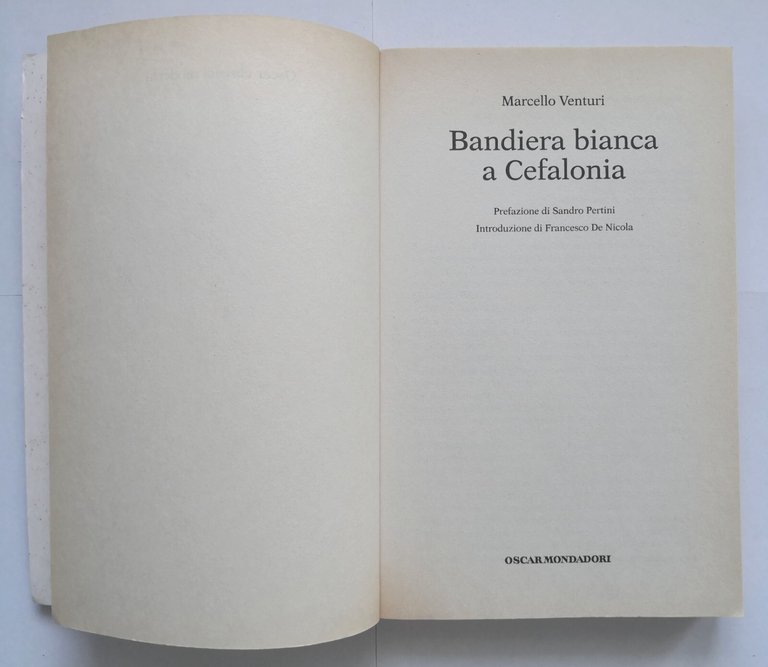 Marcello Venturi
Bandiera bianca
a Cefalonia
Prefazione di Sandro Pertini
Introduzione di Francesco De Nicola
OSCAR MONDADORI